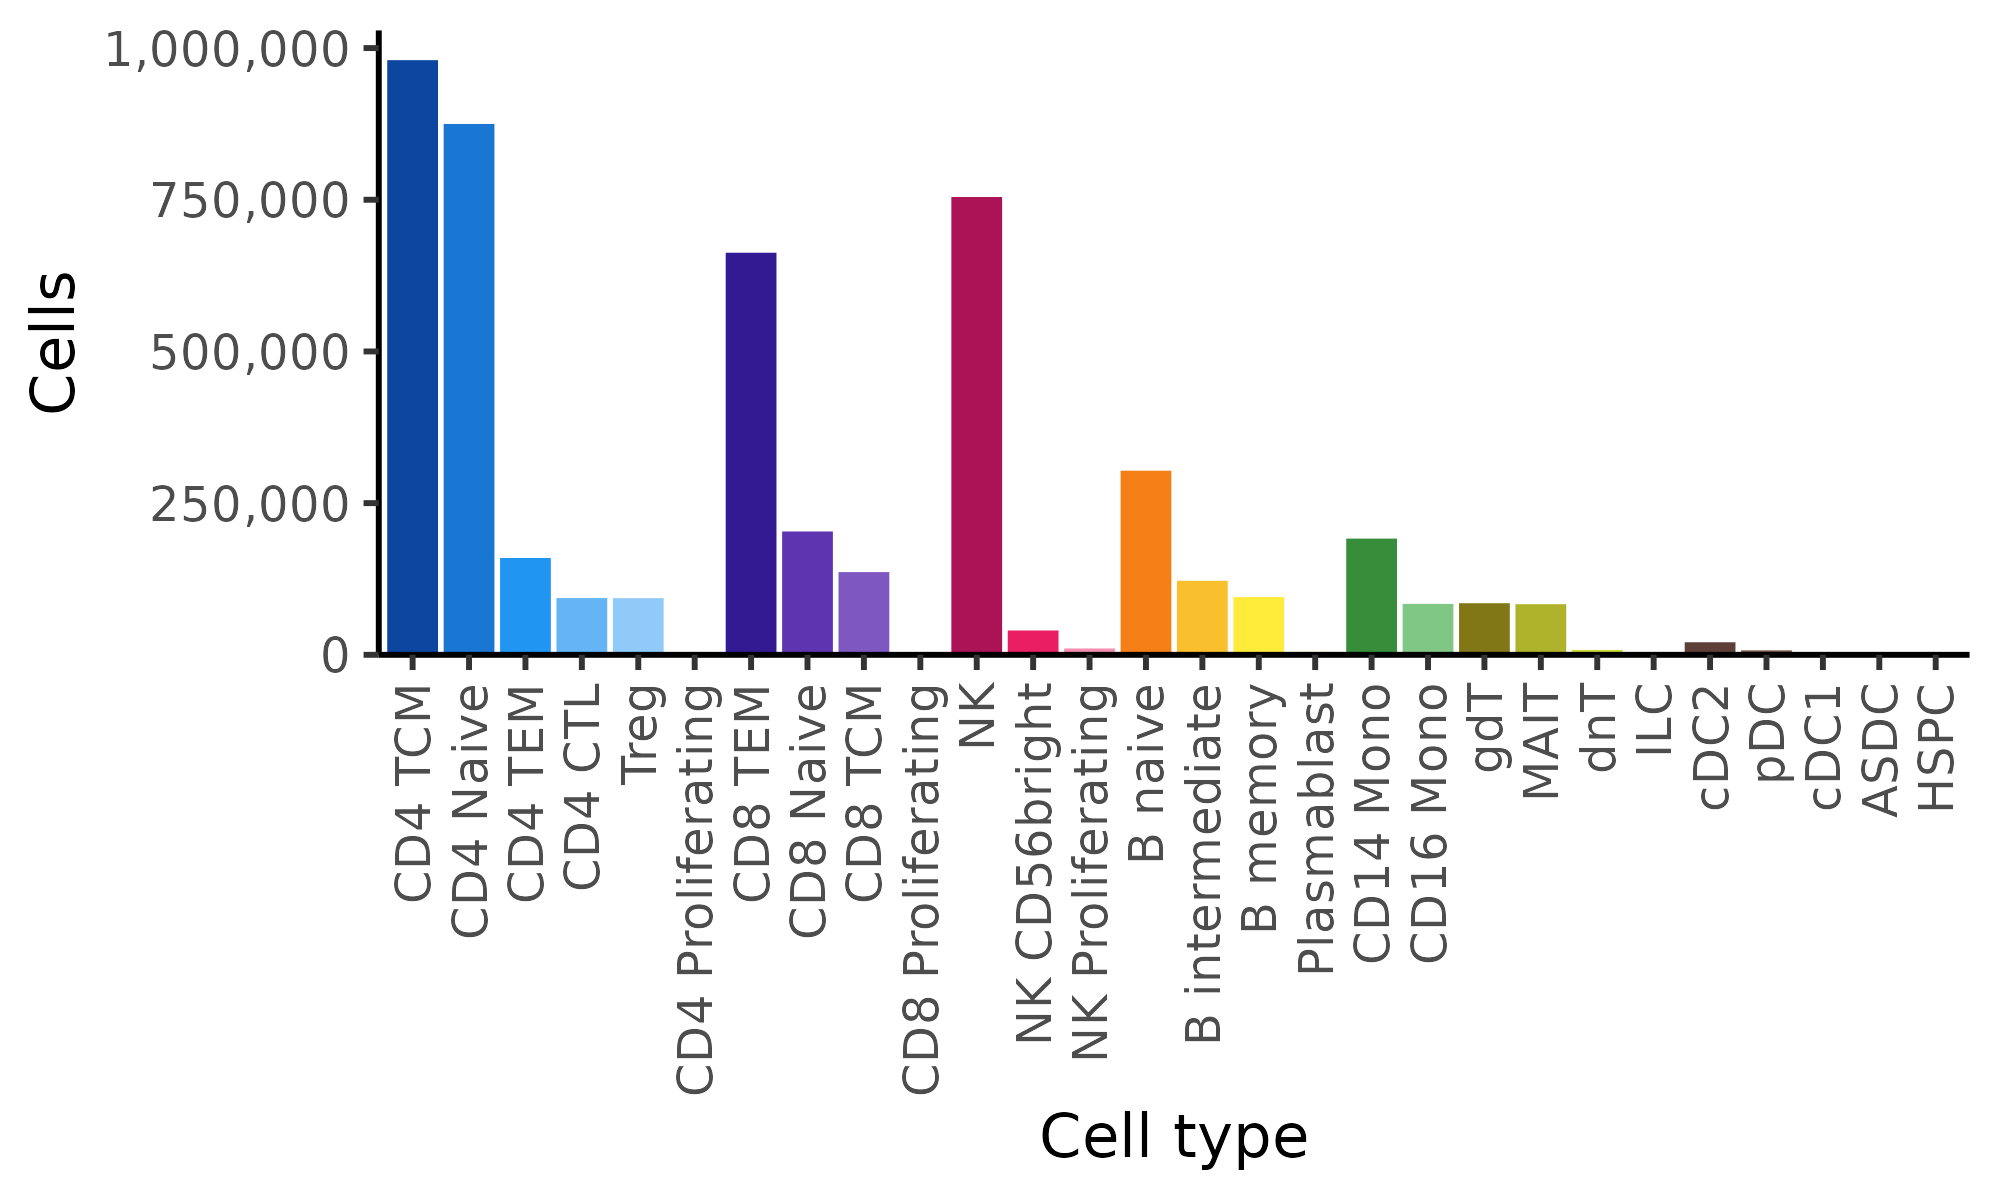 1,000,000
750,000
500,000
250,000
0
Cells
CD4 TCM
CD4 Naive
CD4 TEM
CD4 CTL
Treg
CD4 Proliferating
CD8 TEM
CD8 Naive
CD8 TCM
CD8 Proliferating
NK
NK CD56bright
NK Proliferating
B naive
B intermediate
B memory
Plasmablast
CD14 Mono
CD16 Mono
gdT
MAIT
dnT
ILC
cDC2
pDC
cDC1
ASDC
HSPC
Cell type